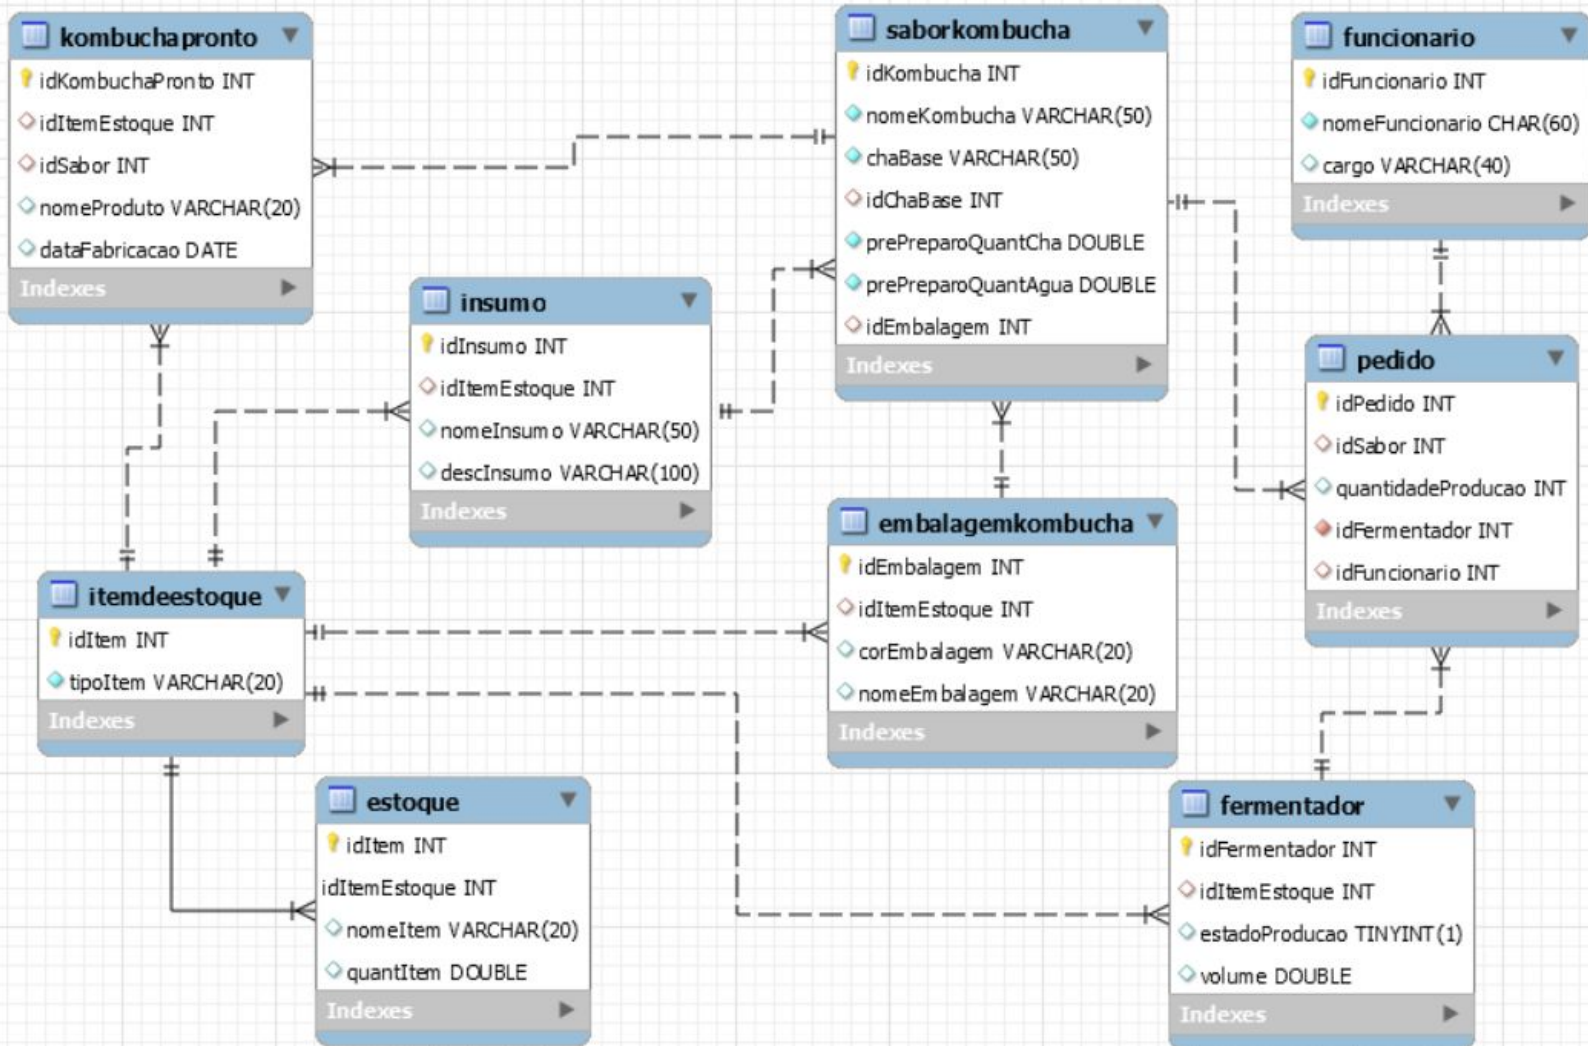 kombuchapronto
idKombuchaPronto INT
idItemEstoque INT
idSabor INT
nomeProduto VARCHAR(20)
dataFabricacao DATE
Indexes
saborkombucha
idKombucha INT
nomeKombucha VARCHAR(50)
chaBase VARCHAR(50)
idChaBase INT
prePreparoQuantCha DOUBLE
prePreparoQuantAgua DOUBLE
idEmbalagem INT
Indexes
funcionario
idFuncionario INT
nomeFuncionario CHAR(60)
cargo VARCHAR(40)
Indexes
insumo
idInsumo INT
idItemEstoque INT
nomeInsumo VARCHAR(50)
descInsumo VARCHAR(100)
Indexes
pedido
idPedido INT
idSabor INT
quantidadeProducao INT
idFermentador INT
idFuncionario INT
Indexes
embalagemkombucha
idEmbalagem INT
idItemEstoque INT
corEmbalagem VARCHAR(20)
nomeEmbalagem VARCHAR(20)
Indexes
itemdeestoque
idItem INT
tipoItem VARCHAR(20)
Indexes
estoque
idItem INT
idItemEstoque INT
nomeItem VARCHAR(20)
quantItem DOUBLE
Indexes
fermentador
idFermentador INT
idItemEstoque INT
estadoProducao TINYINT(1)
volume DOUBLE
Indexes